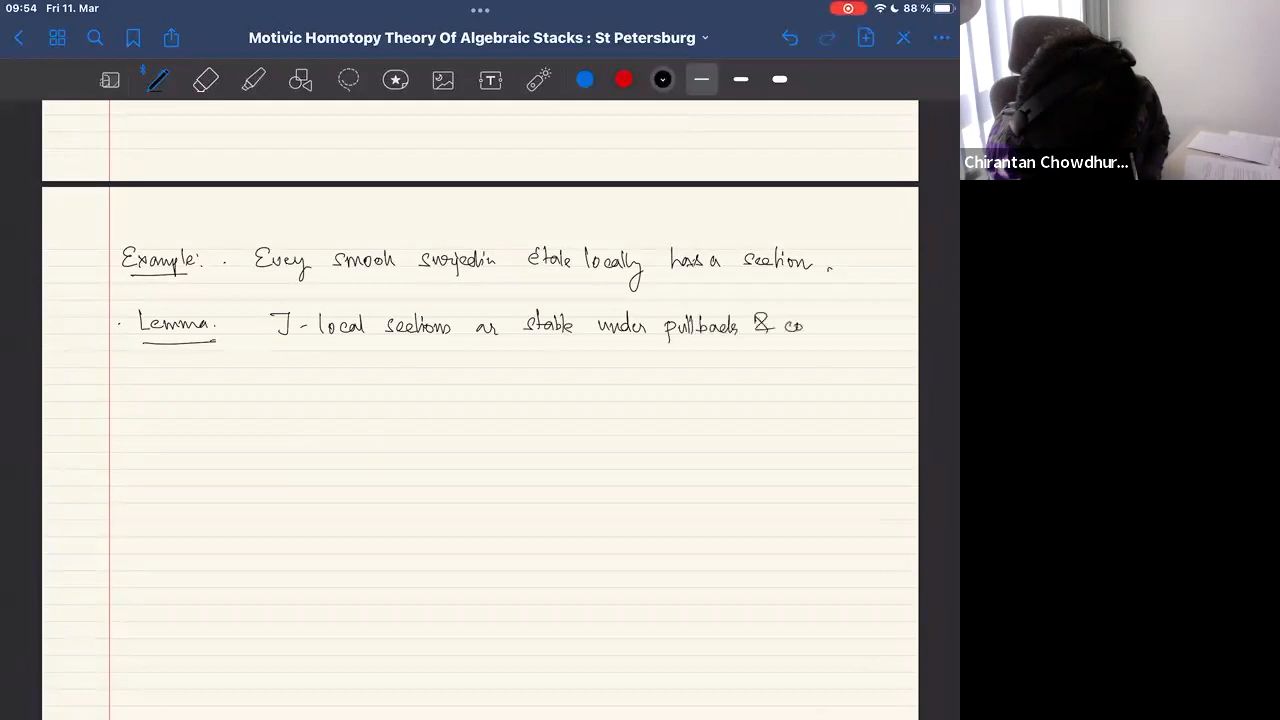 09:54 Fri 11. Mar
88 %
Motivic Homotopy Theory Of Algebraic Stacks : St Petersburg
Chirantan Chowdhur...
Example: . Every smooth surjection étale locally has a section .
. Lemma. T - local sections are stable under pullbacks & co